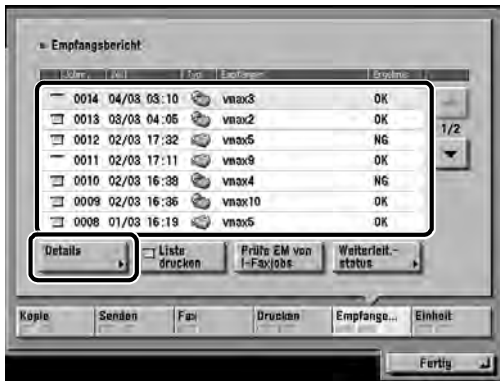 Empfangsbericht
Zeit Typ Empfänger Ergebnis
0014 04/03 03:10 vmax3 OK
0013 03/03 04:05 vmax2 OK
0012 02/03 17:32 vmax5 NG
0011 02/03 17:11 vmax9 OK
0010 02/03 16:38 vmax4 NG
0009 02/03 16:36 vmax10 OK
0008 01/03 16:19 vmax5 OK
1/2
Details
Liste drucken
Prüfe EM von I-Faxjobs
Weiterleit.- status
Kopie Senden Fax Drucken Empfange... Einheit
Fertig